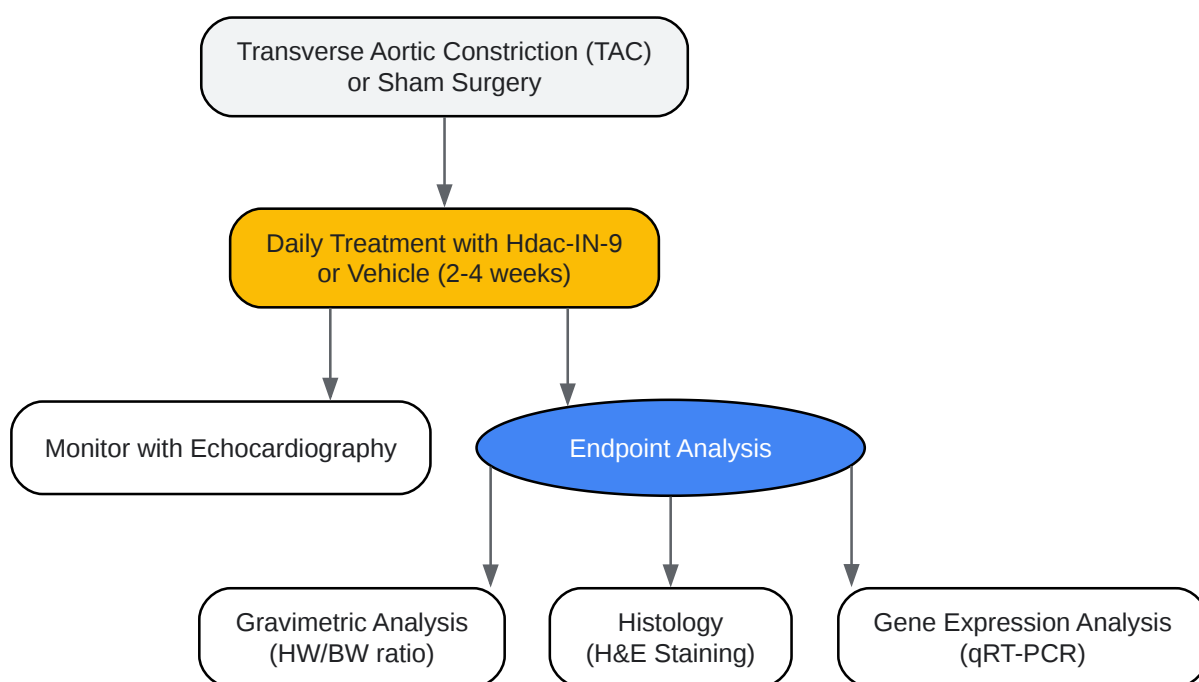 Transverse Aortic Constriction (TAC)
or Sham Surgery
Daily Treatment with Hdac-IN-9
or Vehicle (2-4 weeks)
Monitor with Echocardiography
Endpoint Analysis
Gravimetric Analysis
(HW/BW ratio)
Histology
(H&E Staining)
Gene Expression Analysis
(qRT-PCR)